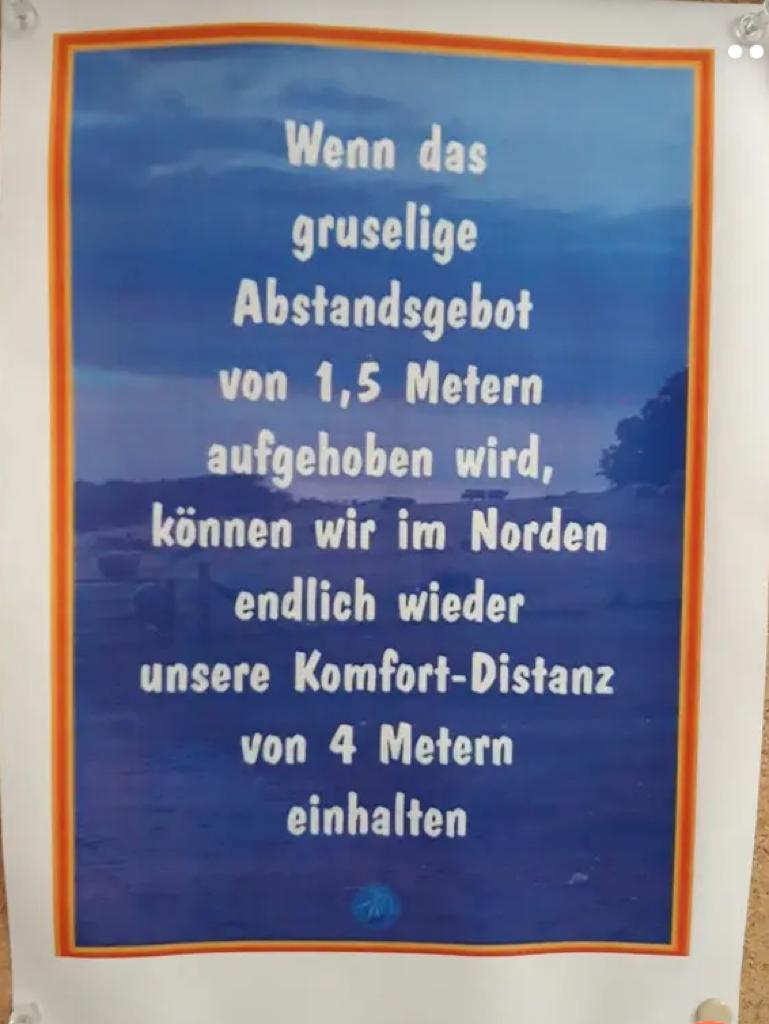 Wenn das
gruselige
Abstandsgebot
von 1,5 Metern
aufgehoben wird,
können wir im Norden
endlich wieder
unsere Komfort-Distanz
von 4 Metern
einhalten